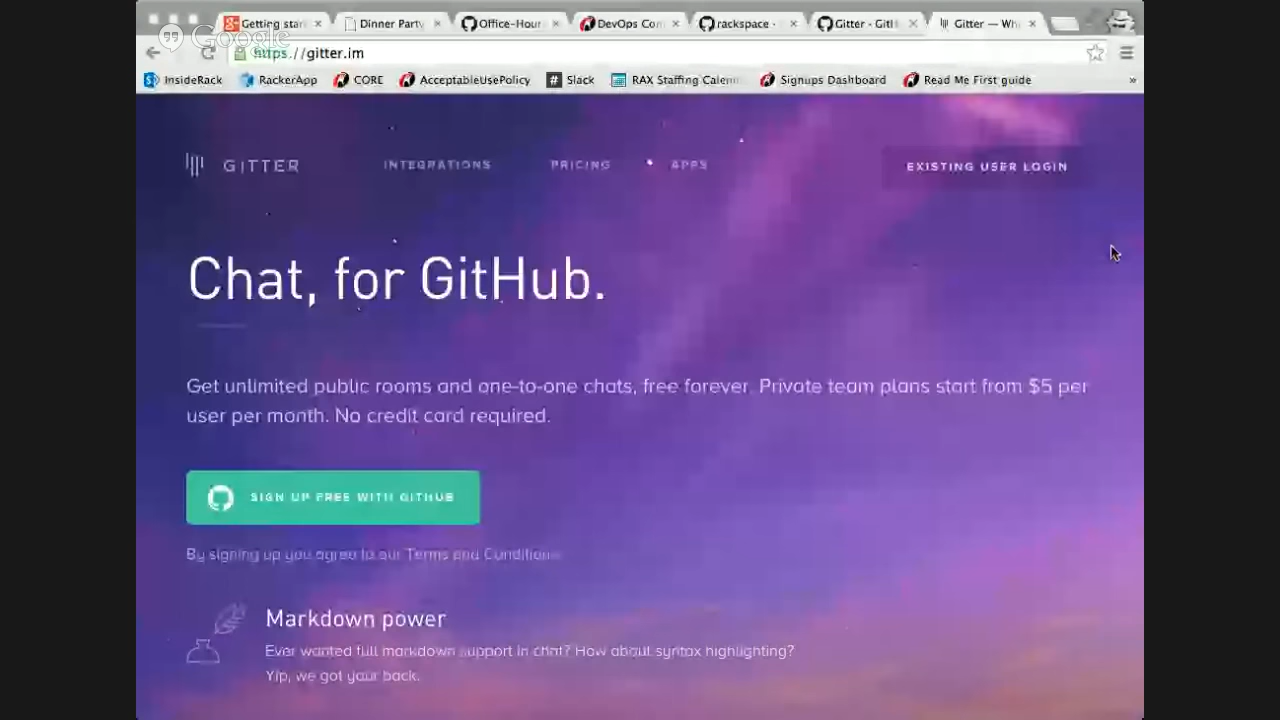 Getting star
Dinner Party
Office-Hour
DevOps Con
rackspace -
Gitter - GitH
Gitter — Wh
Google
https://gitter.im
InsideRack
RackerApp
CORE
AcceptableUsePolicy
Slack
RAX Staffing Calen
Signups Dashboard
Read Me First guide
»
GITTER
INTEGRATIONS
PRICING
APPS
EXISTING USER LOGIN
Chat, for GitHub.
Get unlimited public rooms and one-to-one chats, free forever. Private team plans start from $5 per
user per month. No credit card required.
SIGN UP FREE WITH GITHUB
By signing up you agree to our Terms and Conditions
Markdown power
Ever wanted full markdown support in chat? How about syntax highlighting?
Yip, we got your back.